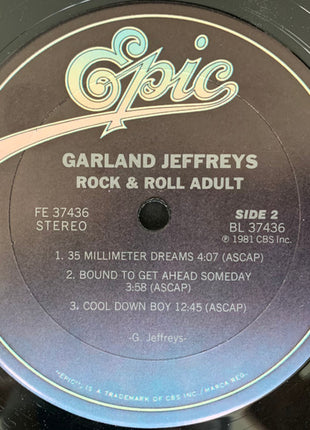 Epic
GARLAND JEFFREYS
ROCK & ROLL ADULT
FE 37436
STEREO
SIDE 2
BL 37436
℗ 1981 CBS Inc.
1. 35 MILLIMETER DREAMS 4:07 (ASCAP)
2. BOUND TO GET AHEAD SOMEDAY
3:58 (ASCAP)
3. COOL DOWN BOY 12:45 (ASCAP)
-G. Jeffreys-
"EPIC", IS A TRADEMARK OF CBS INC./MARCA REG.